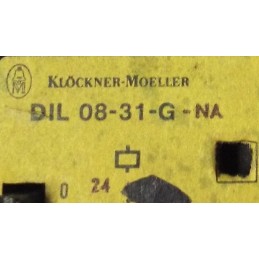 KLÖCKNER-MOELLER
DIL 08-31-G-NA
0 24